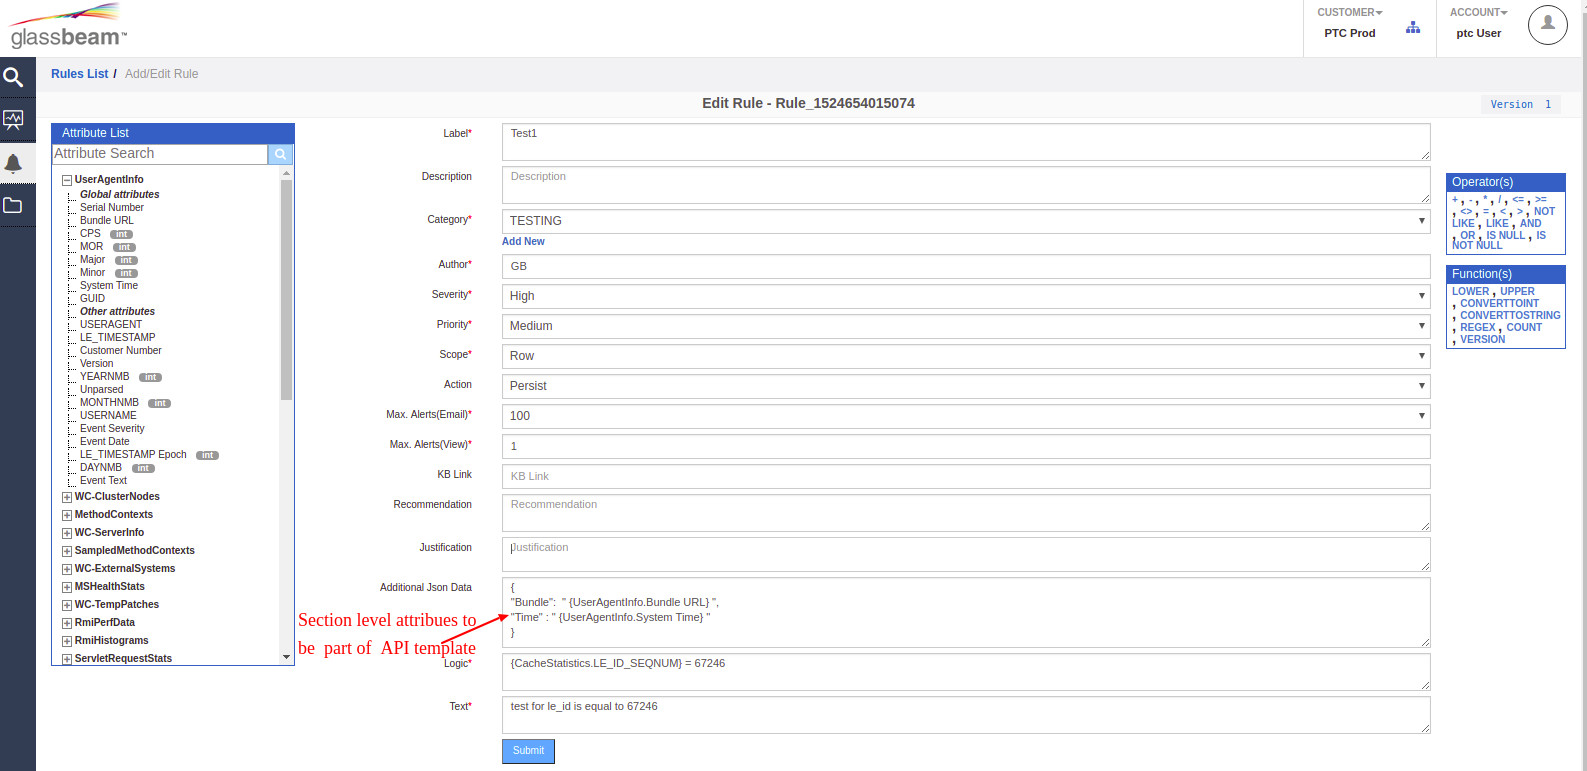 glassbeam™
CUSTOMER
PTC Prod
ACCOUNT
ptc User
Rules List / Add/Edit Rule
Edit Rule - Rule_1524654015074
Version 1
Attribute List
Attribute Search
UserAgentInfo
Global attributes
Serial Number
Bundle URL
CPS int
MOR int
Major int
Minor int
System Time
GUID
Other attributes
USERAGENT
LE_TIMESTAMP
Customer Number
Version
YEARNMB int
Unparsed
MONTHNMB int
USERNAME
Event Severity
Event Date
LE_TIMESTAMP Epoch int
DAYNMB int
Event Text
WC-ClusterNodes
MethodContexts
WC-ServerInfo
SampledMethodContexts
WC-ExternalSystems
MSHealthStats
WC-TempPatches
RmiPerfData
RmiHistograms
ServletRequestStats
Label* Test1
Description Description
Category* TESTING
Add New
Author* GB
Severity* High
Priority* Medium
Scope* Row
Action Persist
Max. Alerts(Email)* 100
Max. Alerts(View)* 1
KB Link KB Link
Recommendation Recommendation
Justification Justification
Additional Json Data
{
"Bundle": " {UserAgentInfo.Bundle URL} ",
"Time" : " {UserAgentInfo.System Time} "
}
Section level attribues to
be part of API template
Logic* {CacheStatistics.LE_ID_SEQNUM} = 67246
Text* test for le_id is equal to 67246
Submit
Operator(s)
+ , - , * , / , <= , >=
, <> , = , < , > , NOT
LIKE , LIKE , AND
, OR , IS NULL , IS
NOT NULL
Function(s)
LOWER , UPPER
, CONVERTTOINT
, CONVERTTOSTRING
, REGEX , COUNT
, VERSION